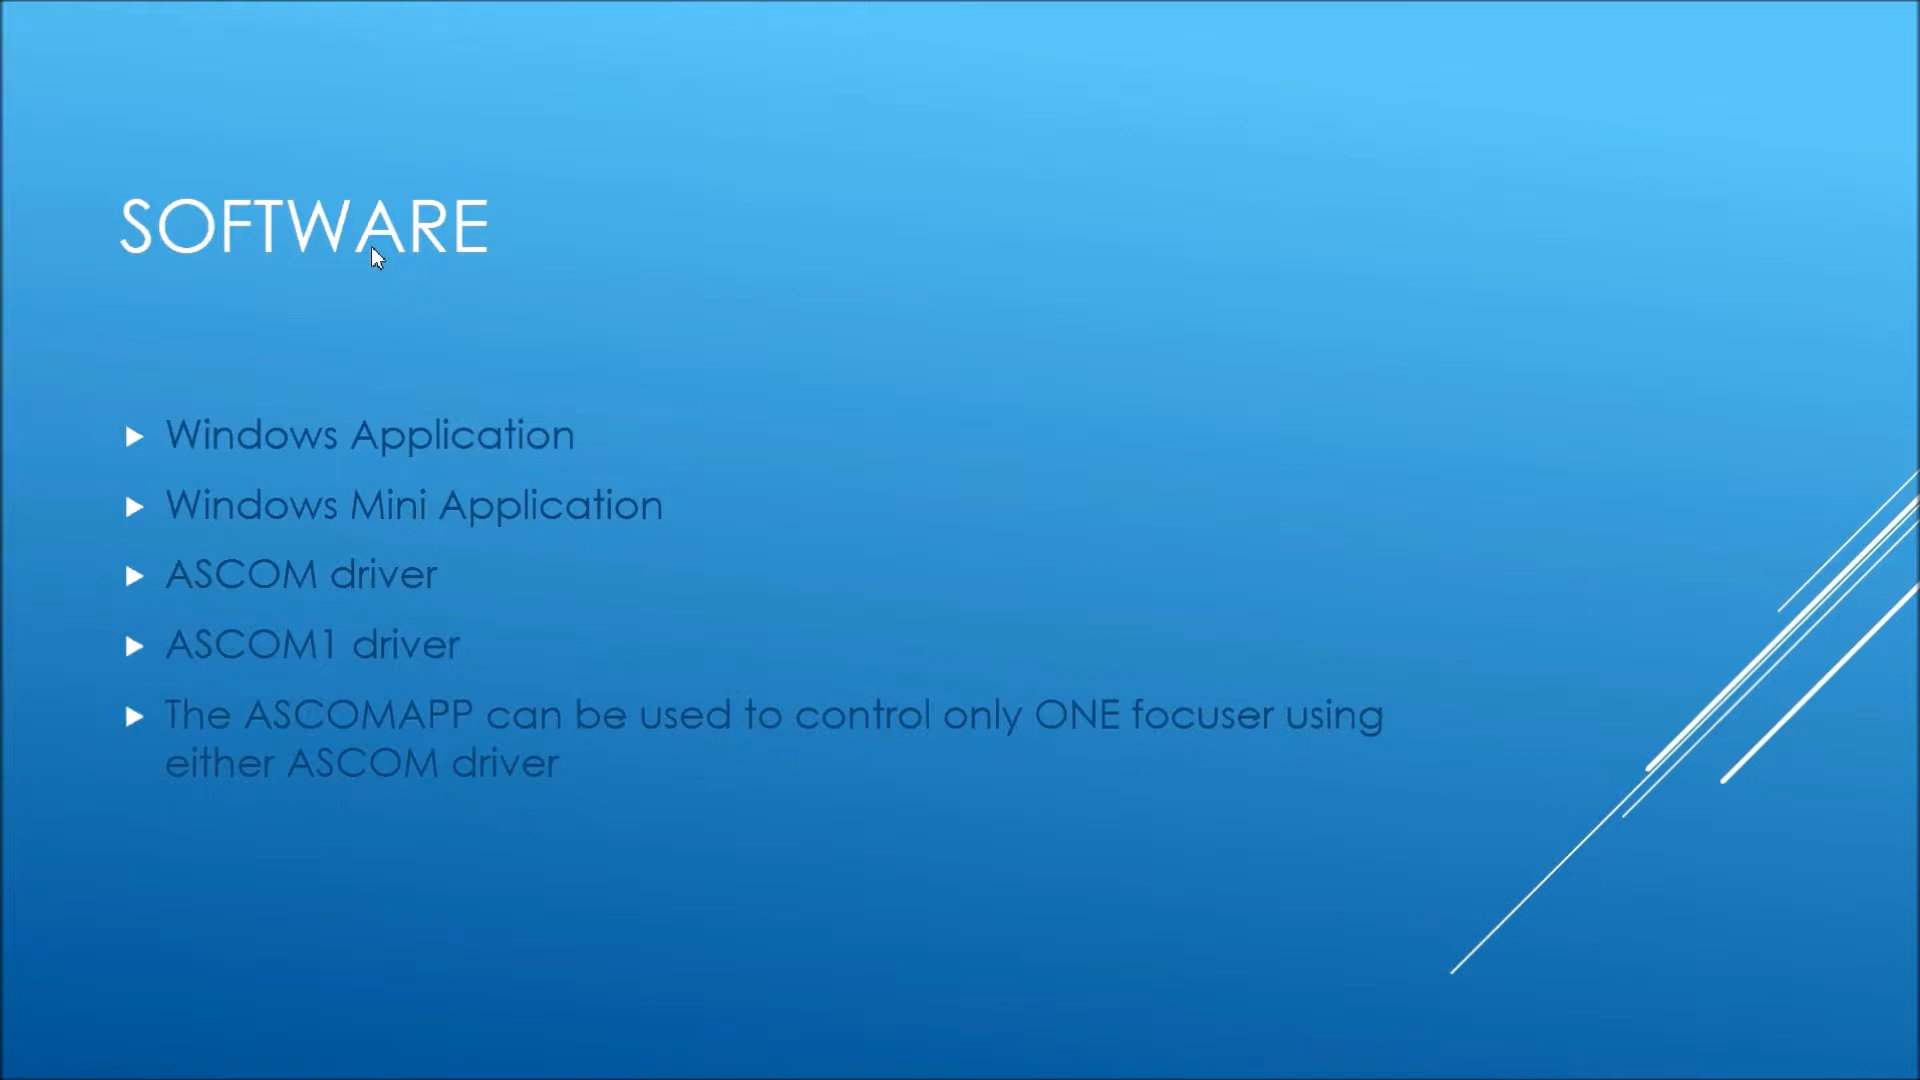 SOFTWARE
Windows Application
Windows Mini Application
ASCOM driver
ASCOM1 driver
The ASCOMAPP can be used to control only ONE focuser using
either ASCOM driver